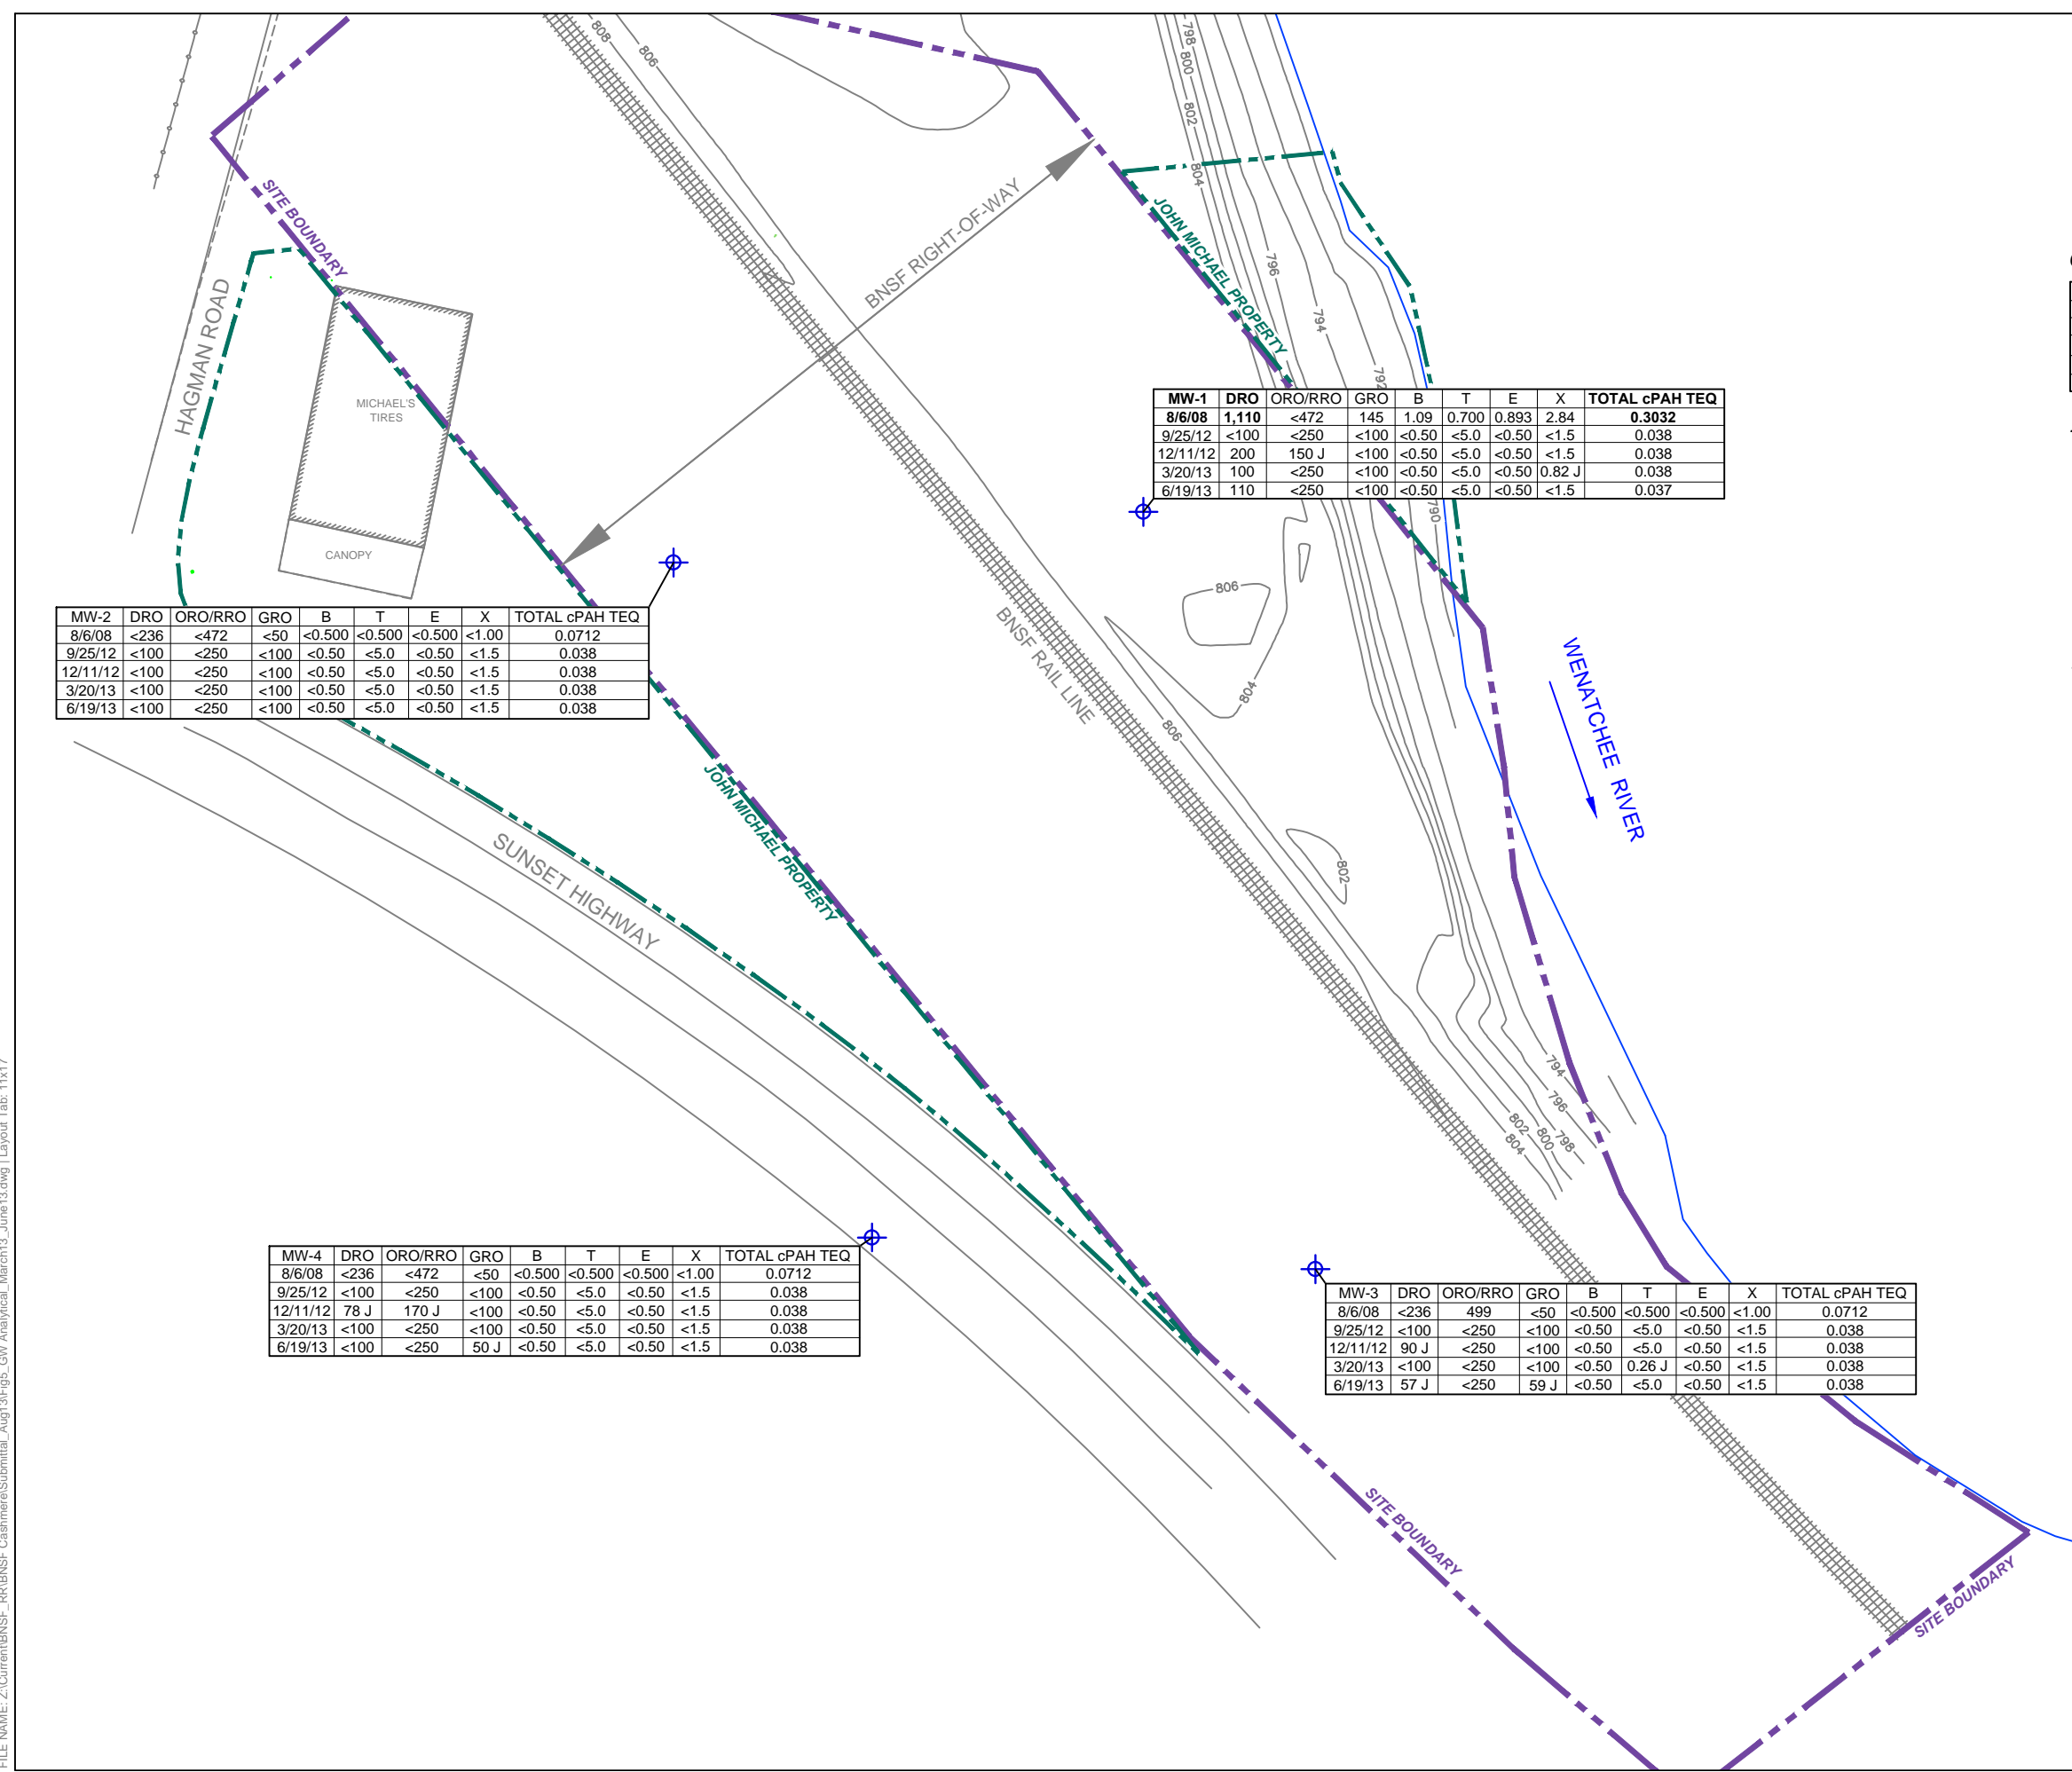 808
806
798
800
802
804
796
794
792
790
SITE BOUNDARY
HAGMAN ROAD
MICHAEL'S
TIRES
CANOPY
BNSF RIGHT-OF-WAY
JOHN MICHAEL PROPERTY
MW-1 DRO ORO/RRO GRO B T E X TOTAL cPAH TEQ
8/6/08 1,110 <472 145 1.09 0.700 0.893 2.84 0.3032
9/25/12 <100 <250 <100 <0.50 <5.0 <0.50 <1.5 0.038
12/11/12 200 150 J <100 <0.50 <5.0 <0.50 <1.5 0.038
3/20/13 100 <250 <100 <0.50 <5.0 <0.50 0.82 J 0.038
6/19/13 110 <250 <100 <0.50 <5.0 <0.50 <1.5 0.037
MW-2 DRO ORO/RRO GRO B T E X TOTAL cPAH TEQ
8/6/08 <236 <472 <50 <0.500 <0.500 <0.500 <1.00 0.0712
9/25/12 <100 <250 <100 <0.50 <5.0 <0.50 <1.5 0.038
12/11/12 <100 <250 <100 <0.50 <5.0 <0.50 <1.5 0.038
3/20/13 <100 <250 <100 <0.50 <5.0 <0.50 <1.5 0.038
6/19/13 <100 <250 <100 <0.50 <5.0 <0.50 <1.5 0.038
806
804
806
802
BNSF RAIL LINE
WENATCHEE RIVER
JOHN MICHAEL PROPERTY
SUNSET HIGHWAY
794
796
798
800
802
804
MW-4 DRO ORO/RRO GRO B T E X TOTAL cPAH TEQ
8/6/08 <236 <472 <50 <0.500 <0.500 <0.500 <1.00 0.0712
9/25/12 <100 <250 <100 <0.50 <5.0 <0.50 <1.5 0.038
12/11/12 78 J 170 J <100 <0.50 <5.0 <0.50 <1.5 0.038
3/20/13 <100 <250 <100 <0.50 <5.0 <0.50 <1.5 0.038
6/19/13 <100 <250 50 J <0.50 <5.0 <0.50 <1.5 0.038
MW-3 DRO ORO/RRO GRO B T E X TOTAL cPAH TEQ
8/6/08 <236 499 <50 <0.500 <0.500 <0.500 <1.00 0.0712
9/25/12 <100 <250 <100 <0.50 <5.0 <0.50 <1.5 0.038
12/11/12 90 J <250 <100 <0.50 <5.0 <0.50 <1.5 0.038
3/20/13 <100 <250 <100 <0.50 0.26 J <0.50 <1.5 0.038
6/19/13 57 J <250 59 J <0.50 <5.0 <0.50 <1.5 0.038
SITE BOUNDARY
SITE BOUNDARY
FILE NAME: Z:\Current\BNSF_RR\BNSF Cashmere\Submittal_Aug13\Fig5_GW Analytical_March13_June13.dwg | Layout Tab: 11x17